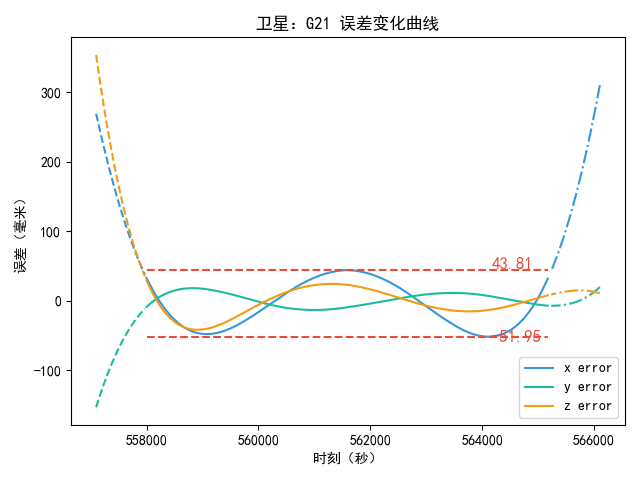 卫星：G21 误差变化曲线
300
200
100
0
−100
误差（毫米）
43.81
-51.95
x error
y error
z error
558000
560000
562000
564000
566000
时刻（秒）